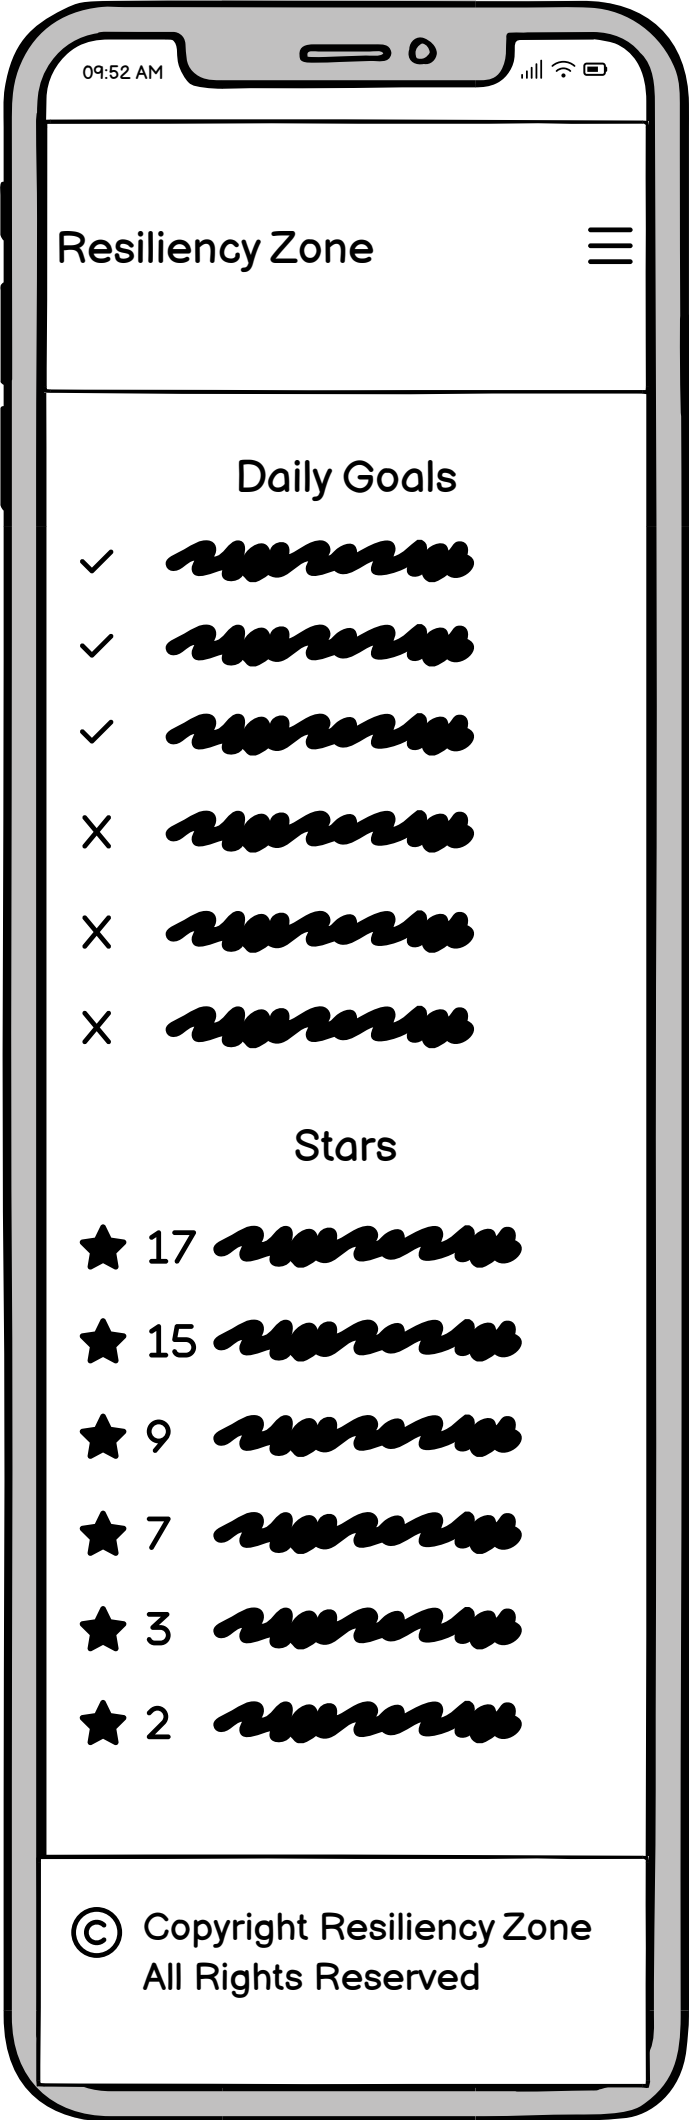 09:52 AM
Resiliency Zone
Daily Goals
Stars
17
15
9
7
3
2
© Copyright Resiliency Zone
All Rights Reserved